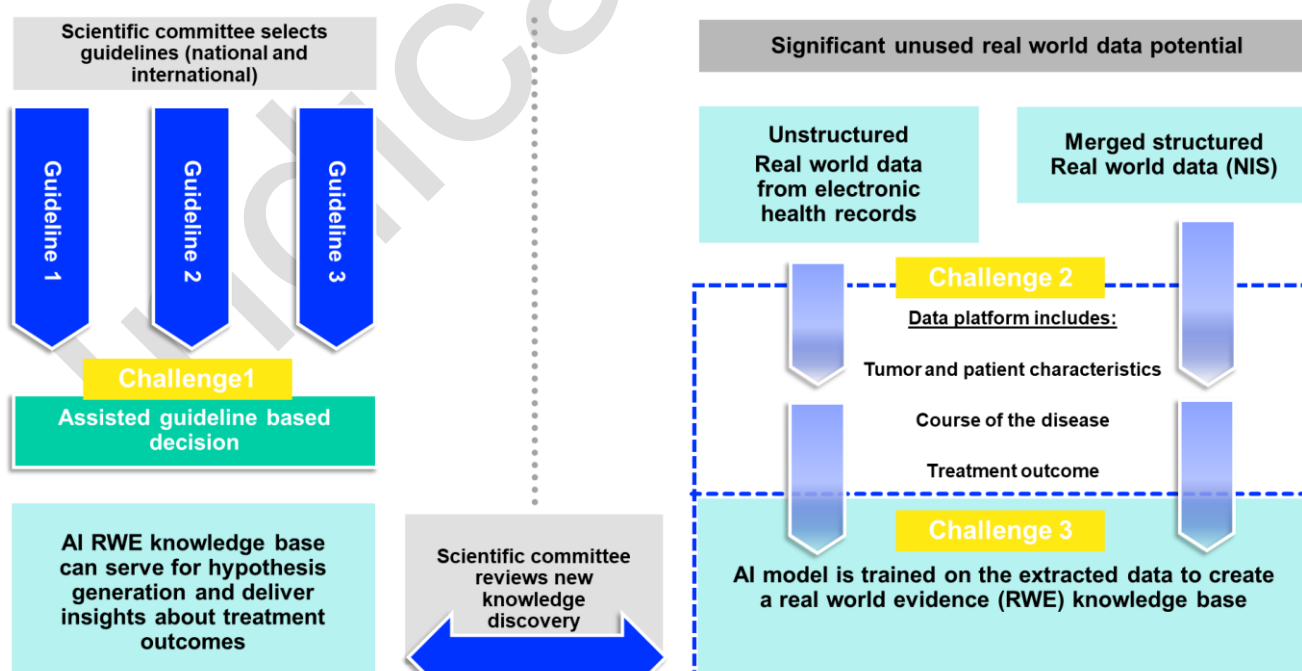 Scientific committee selects
guidelines (national and
international)
Guideline 1
Guideline 2
Guideline 3
Challenge1
Assisted guideline based
decision
AI RWE knowledge base
can serve for hypothesis
generation and deliver
insights about treatment
outcomes
Scientific committee
reviews new
knowledge
discovery
Significant unused real world data potential
Unstructured
Real world data
from electronic
health records
Merged structured
Real world data (NIS)
Challenge 2
Data platform includes:
Tumor and patient characteristics
Course of the disease
Treatment outcome
Challenge 3
AI model is trained on the extracted data to create
a real world evidence (RWE) knowledge base